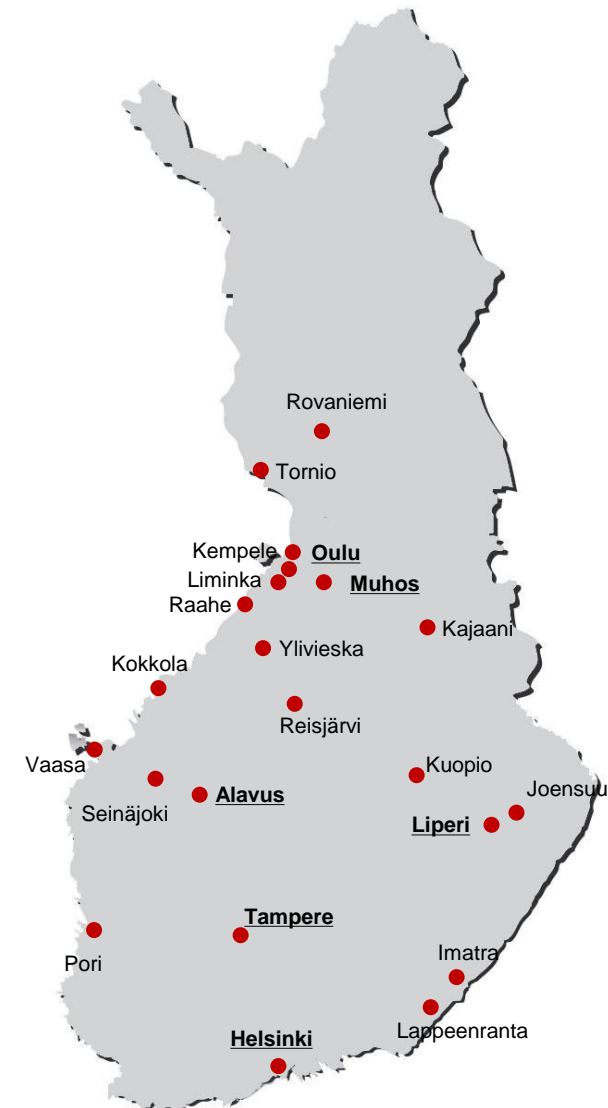 Rovaniemi
Tornio
Kempele
Oulu
Liminka
Muhos
Raahe
Kajaani
Ylivieska
Kokkola
Reisjärvi
Vaasa
Kuopio
Joensuu
Seinäjoki
Alavus
Liperi
Tampere
Pori
Imatra
Lappeenranta
Helsinki